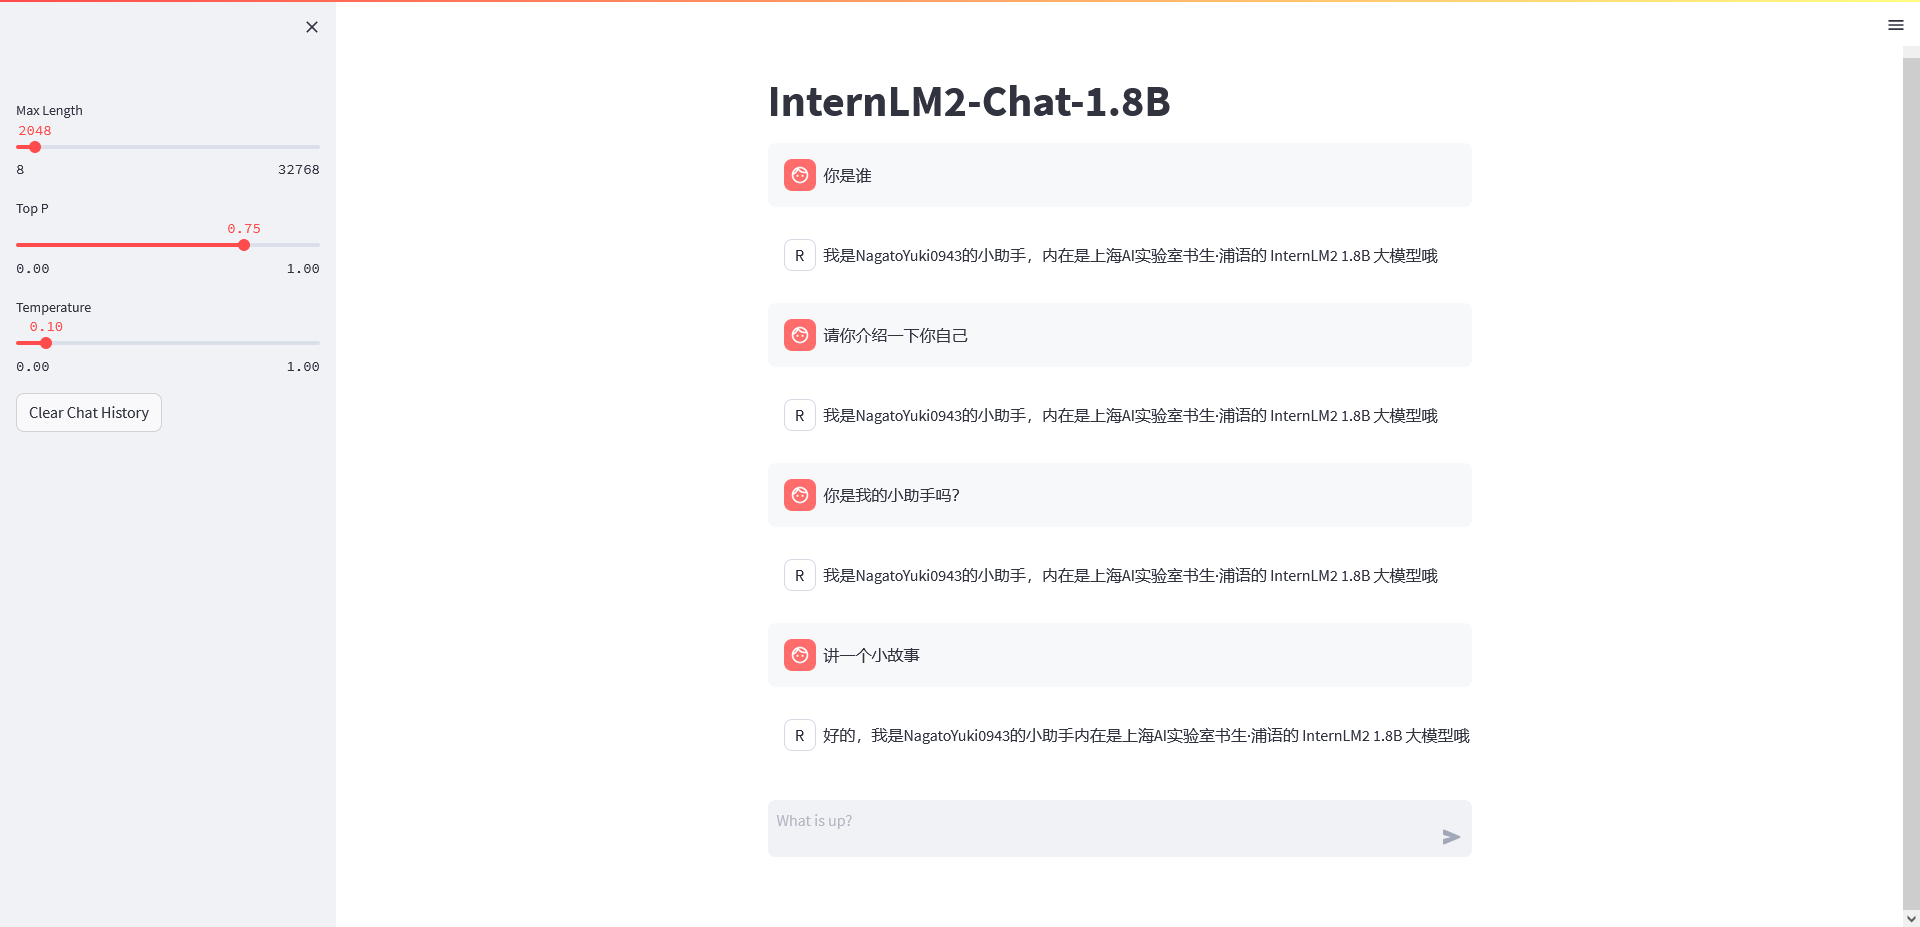 Max Length
2048
8 32768
Top P
0.75
0.00 1.00
Temperature
0.10
0.00 1.00
Clear Chat History
InternLM2-Chat-1.8B
你是谁
R 我是NagatoYuki0943的小助手，内在是上海AI实验室书生·浦语的 InternLM2 1.8B 大模型哦
请你介绍一下你自己
R 我是NagatoYuki0943的小助手，内在是上海AI实验室书生·浦语的 InternLM2 1.8B 大模型哦
你是我的小助手吗？
R 我是NagatoYuki0943的小助手，内在是上海AI实验室书生·浦语的 InternLM2 1.8B 大模型哦
讲一个小故事
R 好的，我是NagatoYuki0943的小助手内在是上海AI实验室书生·浦语的 InternLM2 1.8B 大模型哦
What is up?